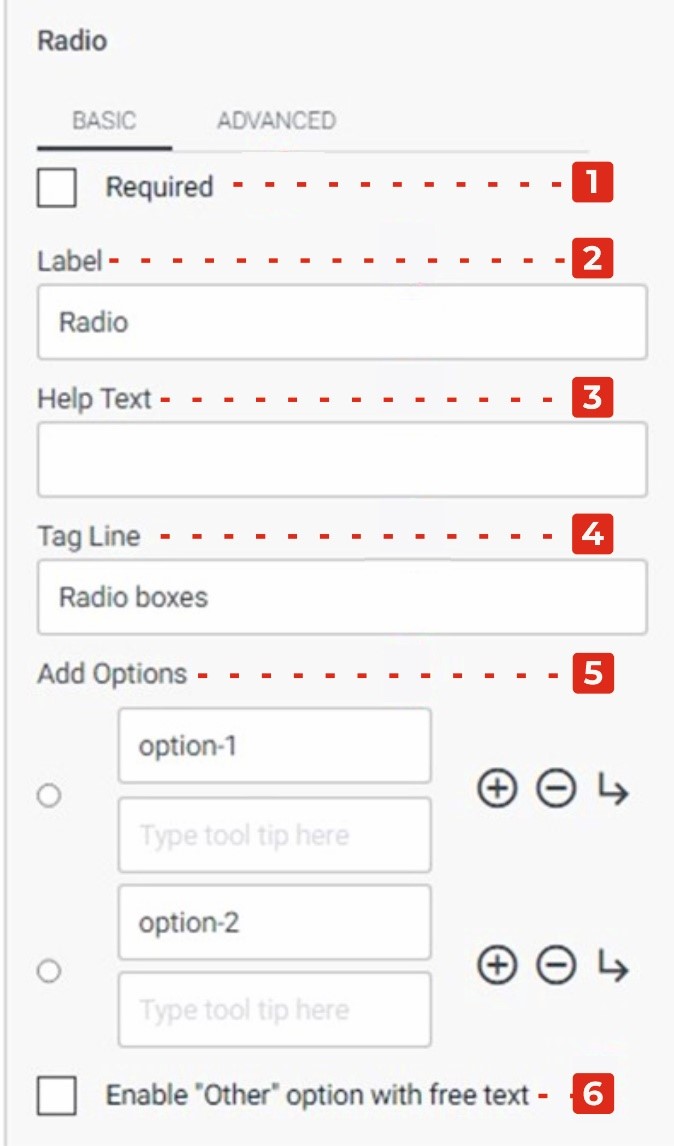 Radio
BASIC ADVANCED
Required 1
Label 2
Radio
Help Text 3
Tag Line 4
Radio boxes
Add Options 5
option-1
Type tool tip here
option-2
Type tool tip here
Enable "Other" option with free text 6